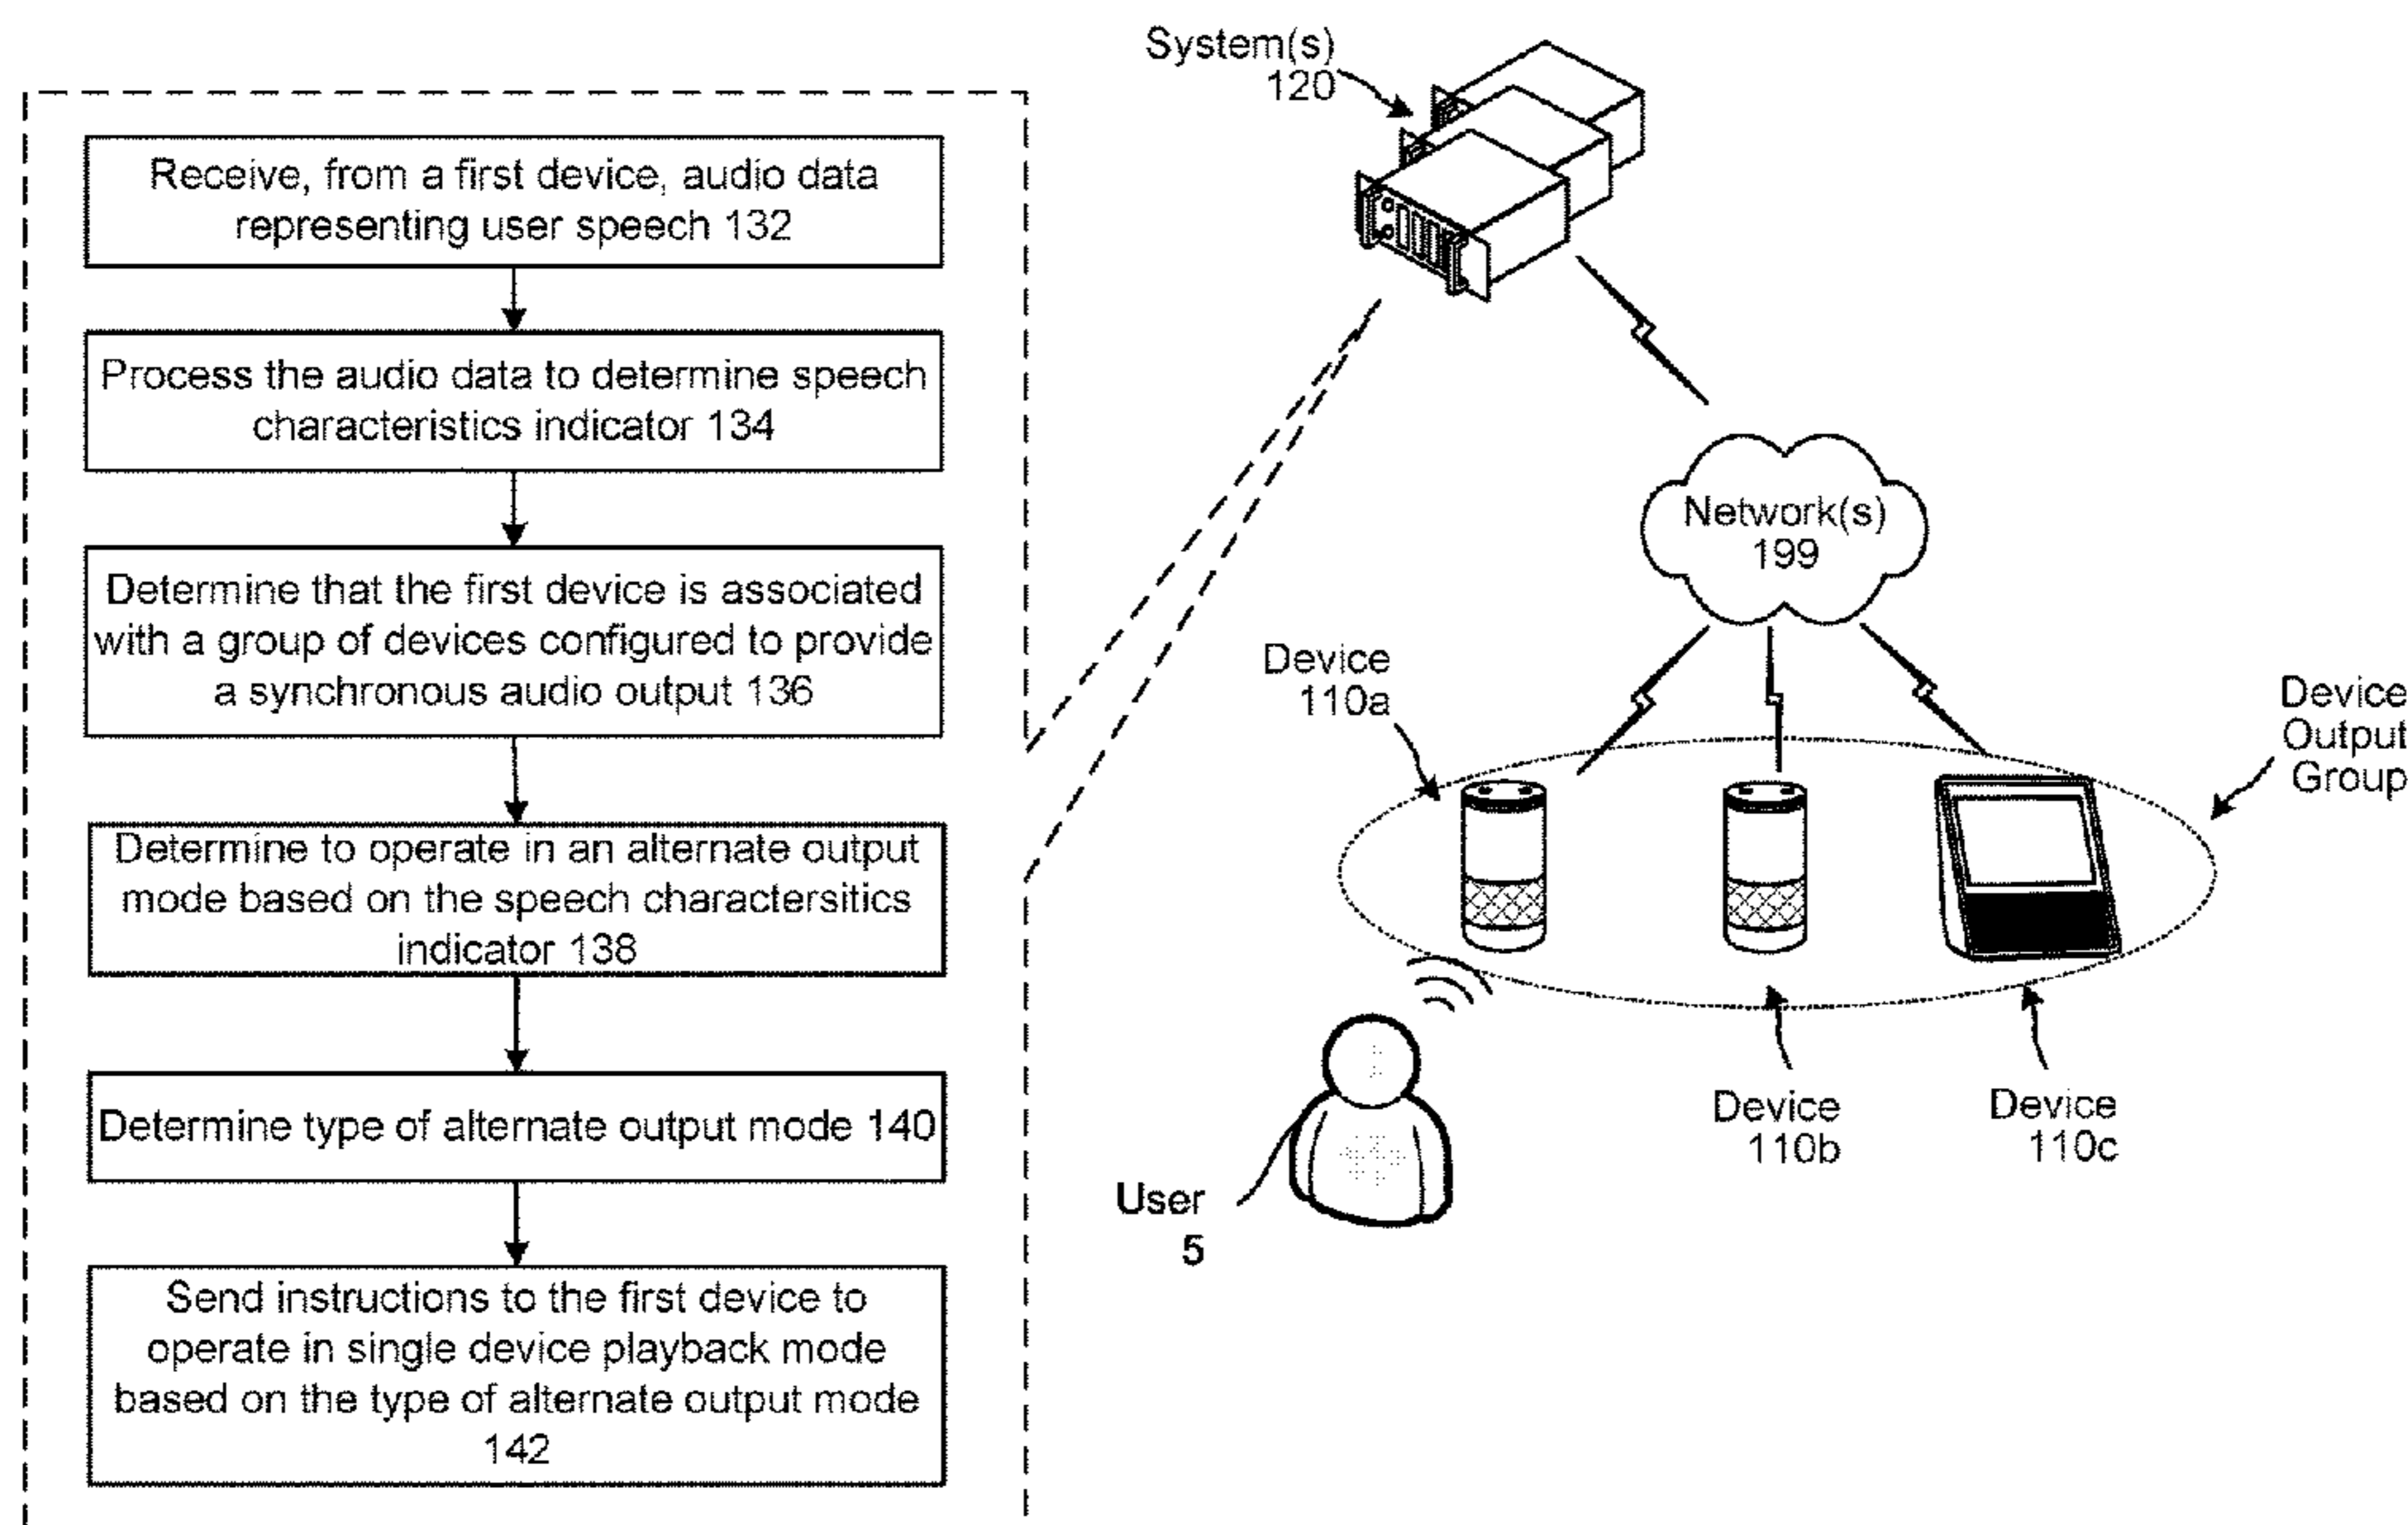 Receive, from a first device, audio data
representing user speech 132
Process the audio data to determine speech
characteristics indicator 134
Determine that the first device is associated
with a group of devices configured to provide
a synchronous audio output 136
Determine to operate in an alternate output
mode based on the speech charactersitics
indicator 138
Determine type of alternate output mode 140
Send instructions to the first device to
operate in single device playback mode
based on the type of alternate output mode
142
System(s)
120
Network(s)
199
Device
110a
Device
Output
Group
Device
110b
Device
110c
User
5